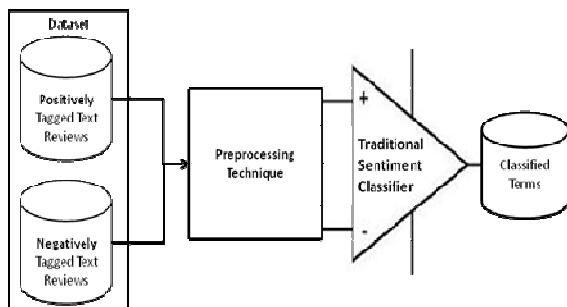 Dataset
Positively
Tagged Text
Reviews
Negatively
Tagged Text
Reviews
Preprocessing
Technique
+
Traditional
Sentiment
Classifier
-
Classified
Terms